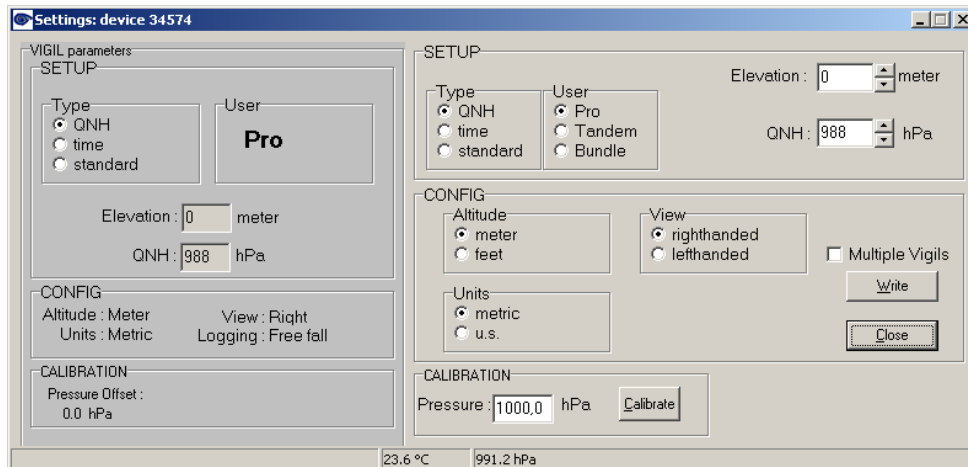 Settings: device 34574
VIGIL parameters
SETUP
Type
QNH
time
standard
User
Pro
Elevation : 0 meter
QNH : 988 hPa
CONFIG
Altitude : Meter
View : Right
Units : Metric
Logging : Free fall
CALIBRATION
Pressure Offset :
0.0 hPa
SETUP
Type
QNH
time
standard
User
Pro
Tandem
Bundle
Elevation : 0 meter
QNH : 988 hPa
CONFIG
Altitude
meter
feet
View
righthanded
lefthanded
Units
metric
u.s.
Multiple Vigils
Write
Close
CALIBRATION
Pressure : 1000,0 hPa
Calibrate
23.6 °C
991.2 hPa